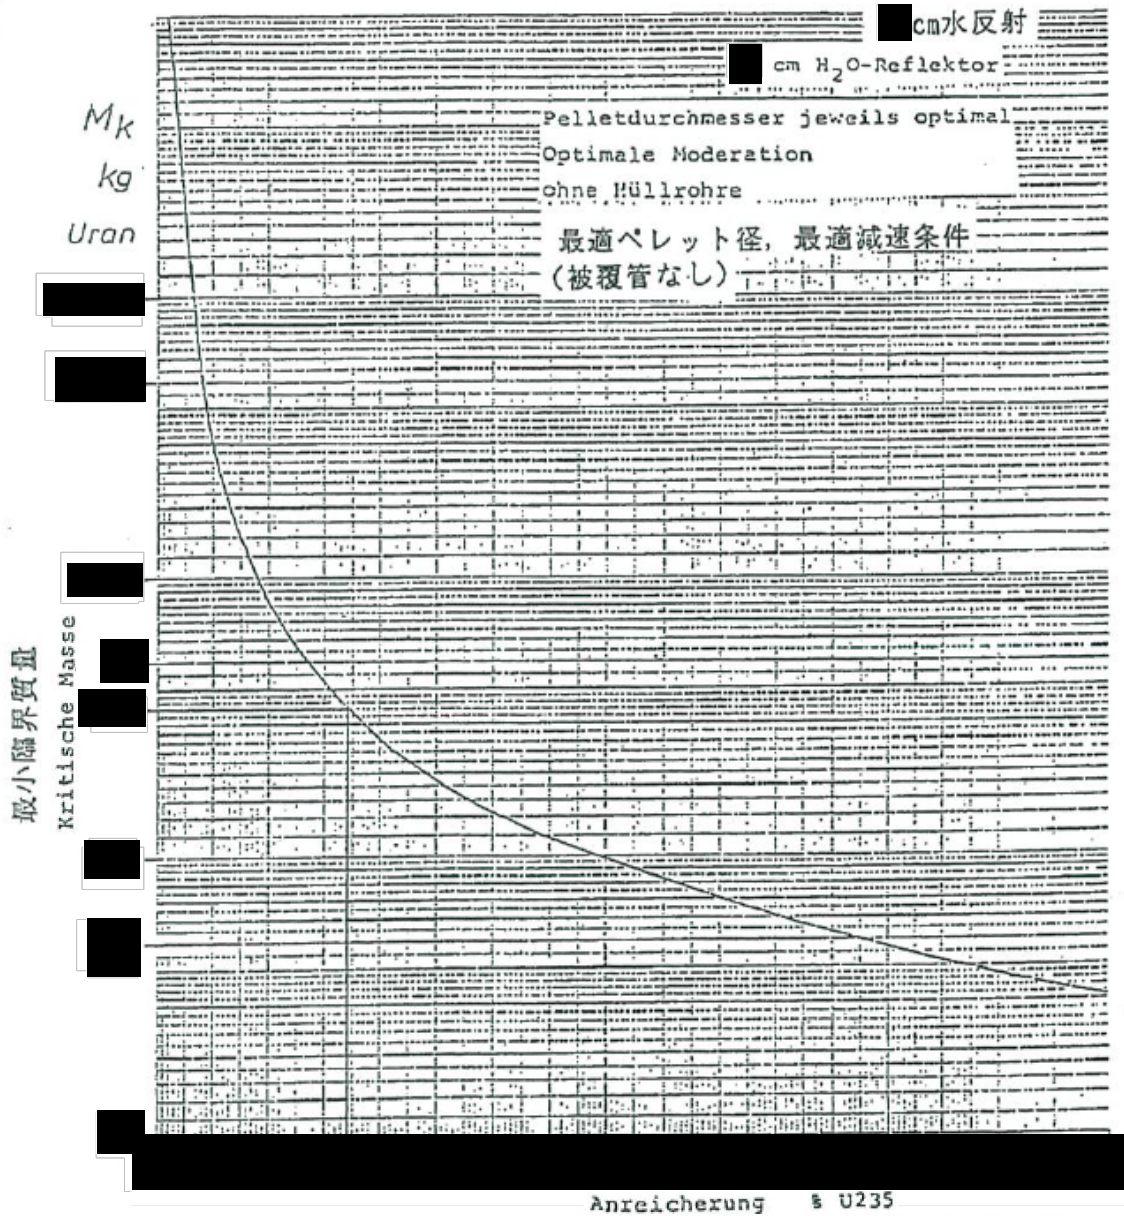 cm水反射
cm H₂O-Reflektor
Pelletdurchmesser jeweils optimal
Optimale Moderation
ohne Hüllrohre
最適ペレット径, 最適減速条件
(被覆管なし)
Mk
kg
Uran
最小臨界質量
Kritische Masse
Anreicherung % U235